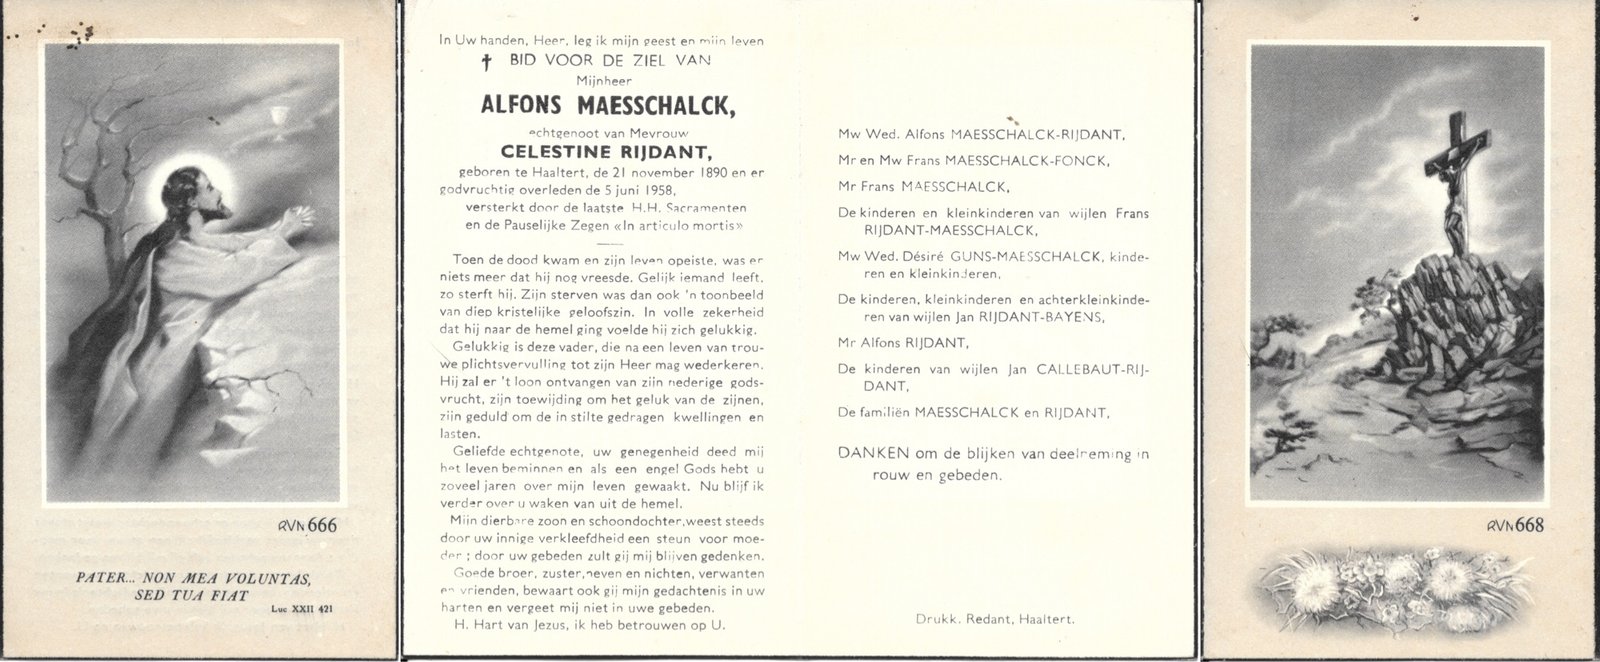 RVN 666
PATER... NON MEA VOLUNTAS,
SED TUA FIAT
Luc XXII 421
In Uw handen, Heer, leg ik mijn geest en mijn leven
† BID VOOR DE ZIEL VAN
Mijnheer
ALFONS MAESSCHALCK,
echtgenoot van Mevrouw
CELESTINE RIJDANT,
geboren te Haaltert, de 21 november 1890 en er
godvruchtig overleden de 5 juni 1958,
versterkt door de laatste H.H. Sacramenten
en de Pauselijke Zegen «In articulo mortis»
Toen de dood kwam en zijn leven opeiste, was er
niets meer dat hij nog vreesde. Gelijk iemand leeft,
zo sterft hij. Zijn sterven was dan ook 'n toonbeeld
van diep kristelijke geloofszin. In volle zekerheid
dat hij naar de hemel ging voelde hij zich gelukkig.
Gelukkig is deze vader, die na een leven van trou-
we plichtsvervulling tot zijn Heer mag wederkeren.
Hij zal er 't loon ontvangen van zijn nederige gods-
vrucht, zijn toewijding om het geluk van de zijnen,
zijn geduld om de in stilte gedragen kwellingen en
lasten.
Geliefde echtgenote, uw genegenheid deed mij
het leven beminnen en als een engel Gods hebt u
zoveel jaren over mijn leven gewaakt. Nu blijf ik
verder over u waken van uit de hemel.
Mijn dierbare zoon en schoondochter, weest steeds
door uw innige verkleefdheid een steun voor moe-
der ; door uw gebeden zult gij mij blijven gedenken.
Goede broer, zuster, neven en nichten, verwanten
en vrienden, bewaart ook gij mijn gedachtenis in uw
harten en vergeet mij niet in uwe gebeden.
H. Hart van Jezus, ik heb betrouwen op U.
Mw Wed. Alfons MAESSCHALCK-RIJDANT,
Mr en Mw Frans MAESSCHALCK-FONCK,
Mr Frans MAESSCHALCK,
De kinderen en kleinkinderen van wijlen Frans
RIJDANT-MAESSCHALCK,
Mw Wed. Désiré GUNS-MAESSCHALCK, kinde-
ren en kleinkinderen,
De kinderen, kleinkinderen en achterkleinkinde-
ren van wijlen Jan RIJDANT-BAYENS,
Mr Alfons RIJDANT,
De kinderen van wijlen Jan CALLEBAUT-RIJ-
DANT,
De familiën MAESSCHALCK en RIJDANT,
DANKEN om de blijken van deelneming in
rouw en gebeden.
Drukk. Redant, Haaltert.
RVN 668